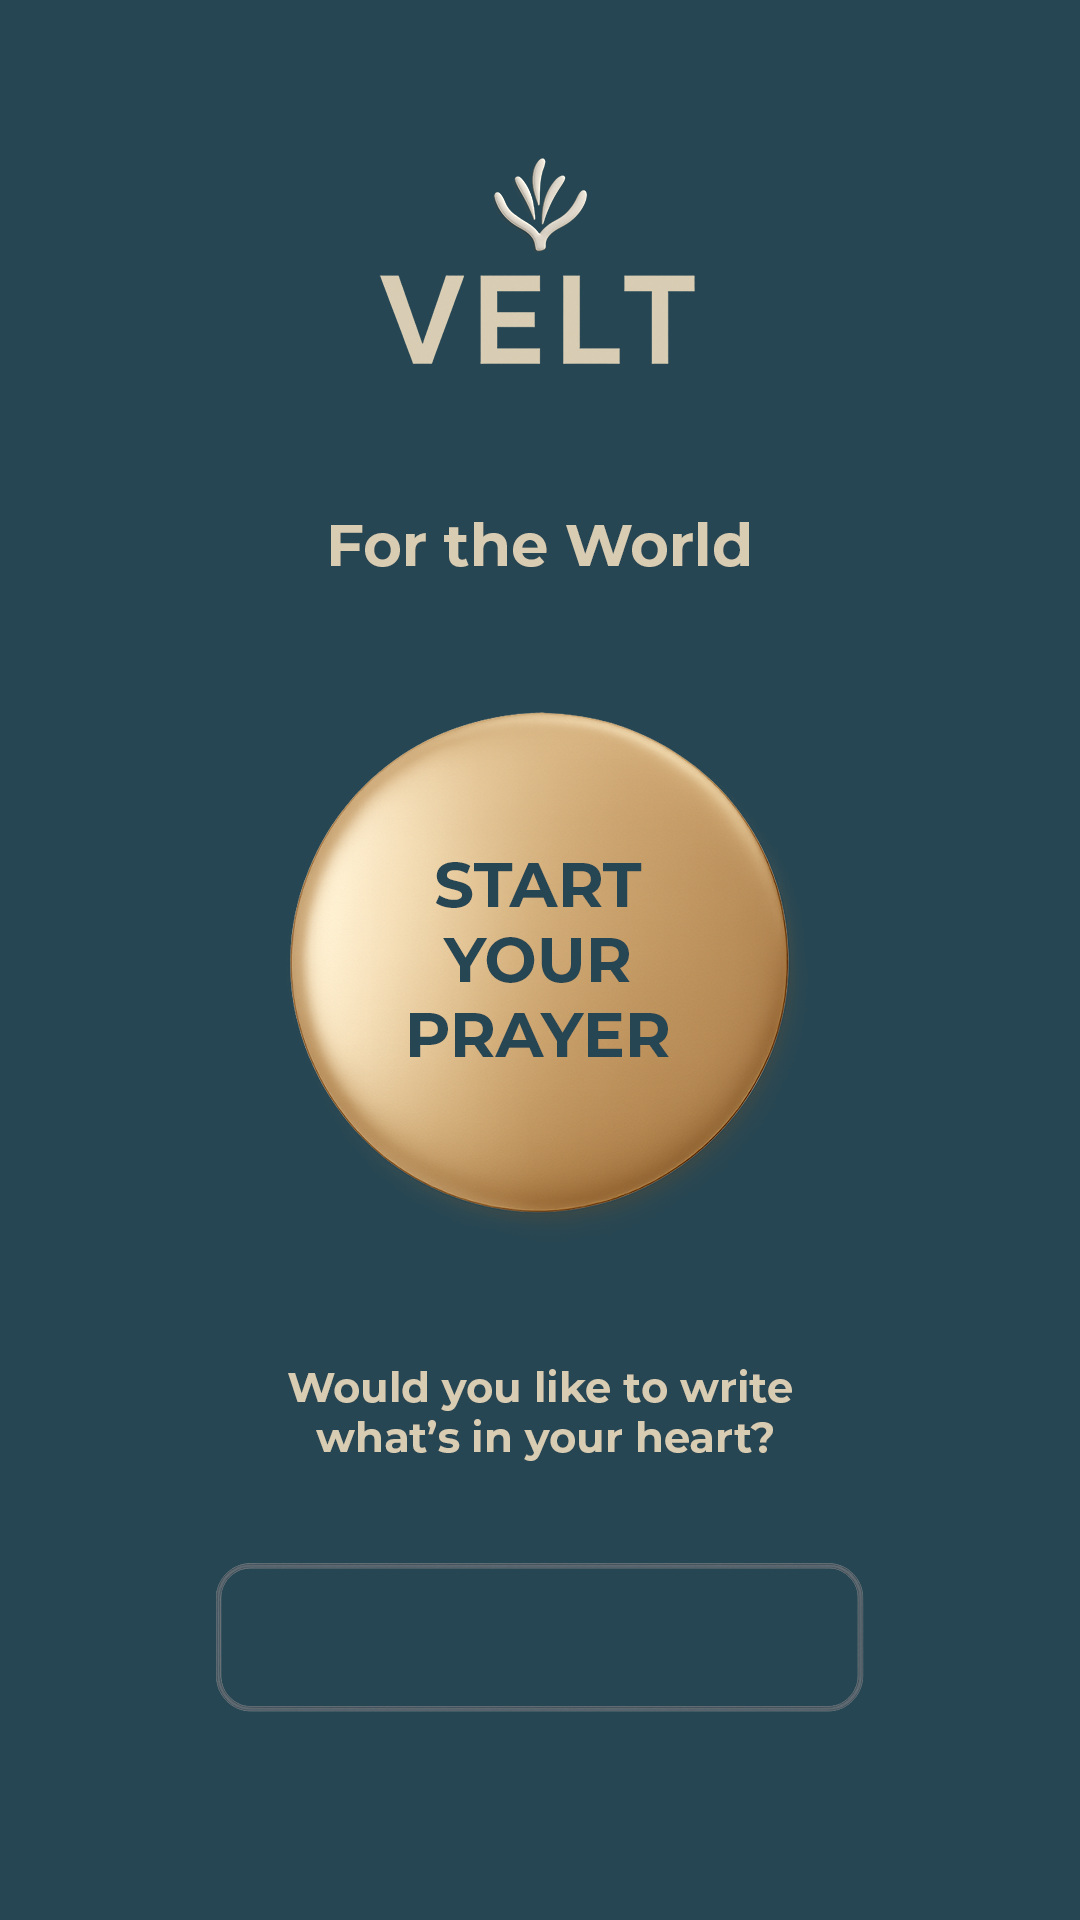 VELT
For the World
START
YOUR
PRAYER
Would you like to write
what’s in your heart?